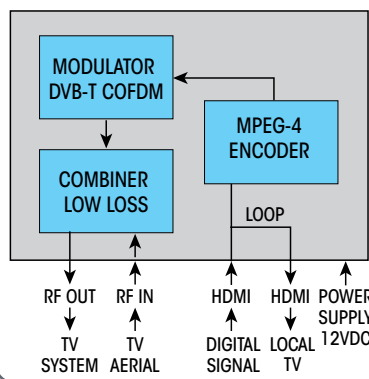 MODULATOR
DVB-T COFDM
MPEG-4
ENCODER
COMBINER
LOW LOSS
LOOP
RF OUT
RF IN
HDMI
HDMI
POWER
SUPPLY
12VDC
TV
SYSTEM
TV
AERIAL
DIGITAL
SIGNAL
LOCAL
TV